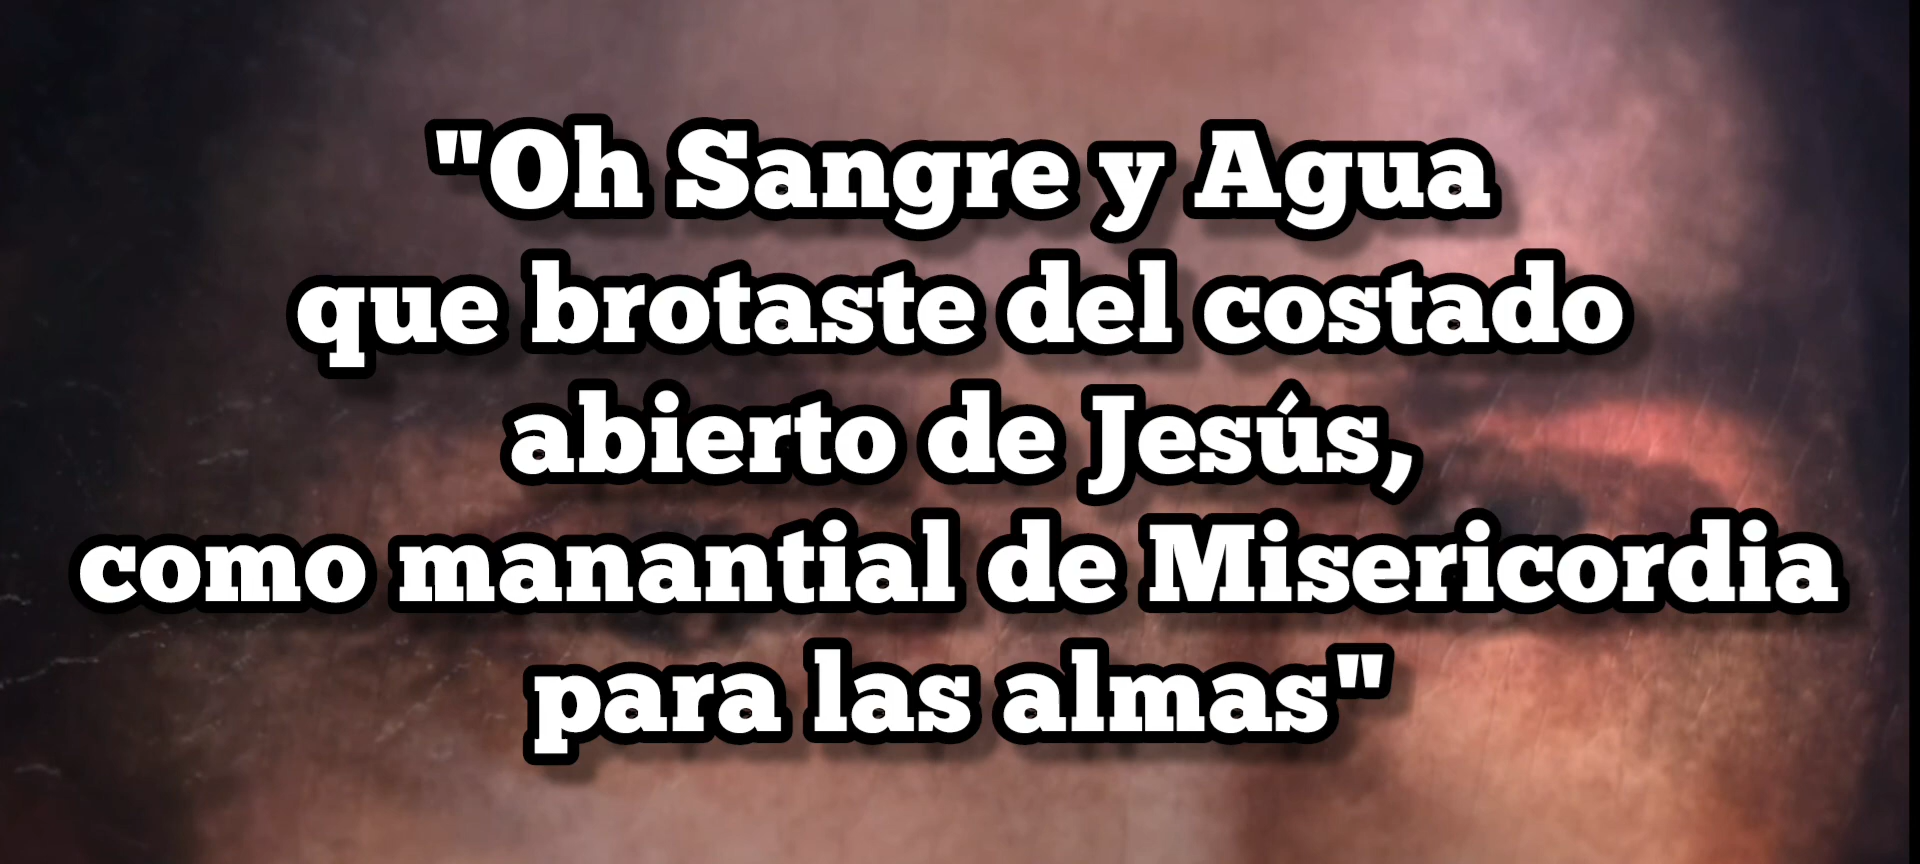 "Oh Sangre y Agua
que brotaste del costado
abierto de Jesús,
como manantial de Misericordia
para las almas"